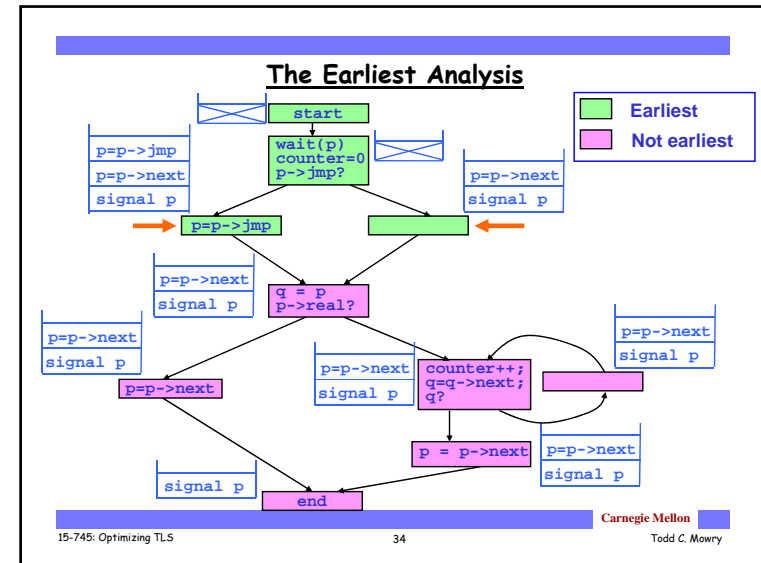 The Earliest Analysis
start
Earliest
Not earliest
wait(p)
counter=0
p->jmp?
p=p->jmp
p=p->next
signal p
p=p->next
signal p
p=p->jmp
p=p->next
signal p
q = p
p->real?
p=p->next
signal p
p=p->next
signal p
p=p->next
signal p
counter++;
q=q->next;
q?
p=p->next
p = p->next
p=p->next
signal p
signal p
end
Carnegie Mellon
15-745: Optimizing TLS
34
Todd C. Mowry